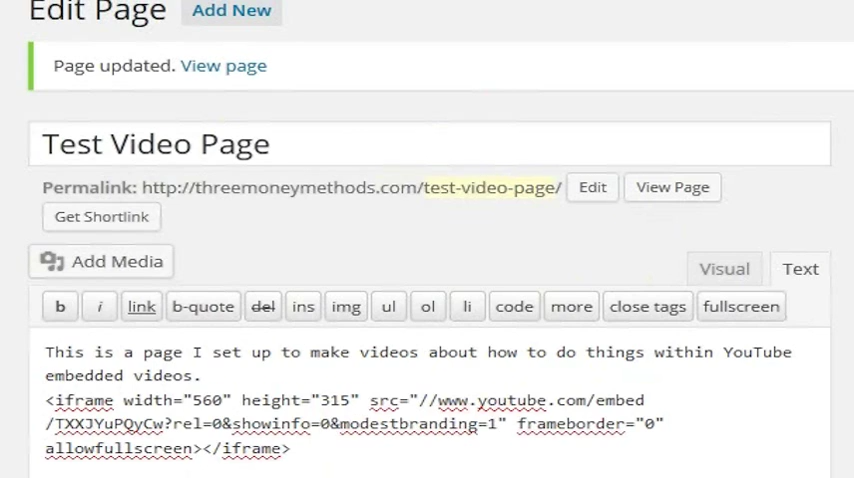 Edit Page Add New
Page updated. View page
Test Video Page
Permalink: http://threemoneymethods.com/test-video-page/ Edit View Page
Get Shortlink
Add Media
Visual Text
b i link b-quote del ins img ul ol li code more close tags fullscreen
This is a page I set up to make videos about how to do things within YouTube
embedded videos.
<iframe width="560" height="315" src="//www.youtube.com/embed
/TXXJYuPQyCw?rel=0&showinfo=0&modestbranding=1" frameborder="0"
allowfullscreen></iframe>